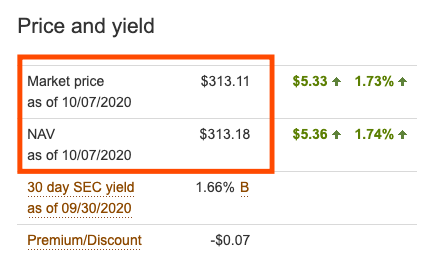 Price and yield
Market price $313.11 $5.33 ↑ 1.73% ↑
as of 10/07/2020
NAV $313.18 $5.36 ↑ 1.74% ↑
as of 10/07/2020
30 day SEC yield 1.66% B
as of 09/30/2020
Premium/Discount -$0.07